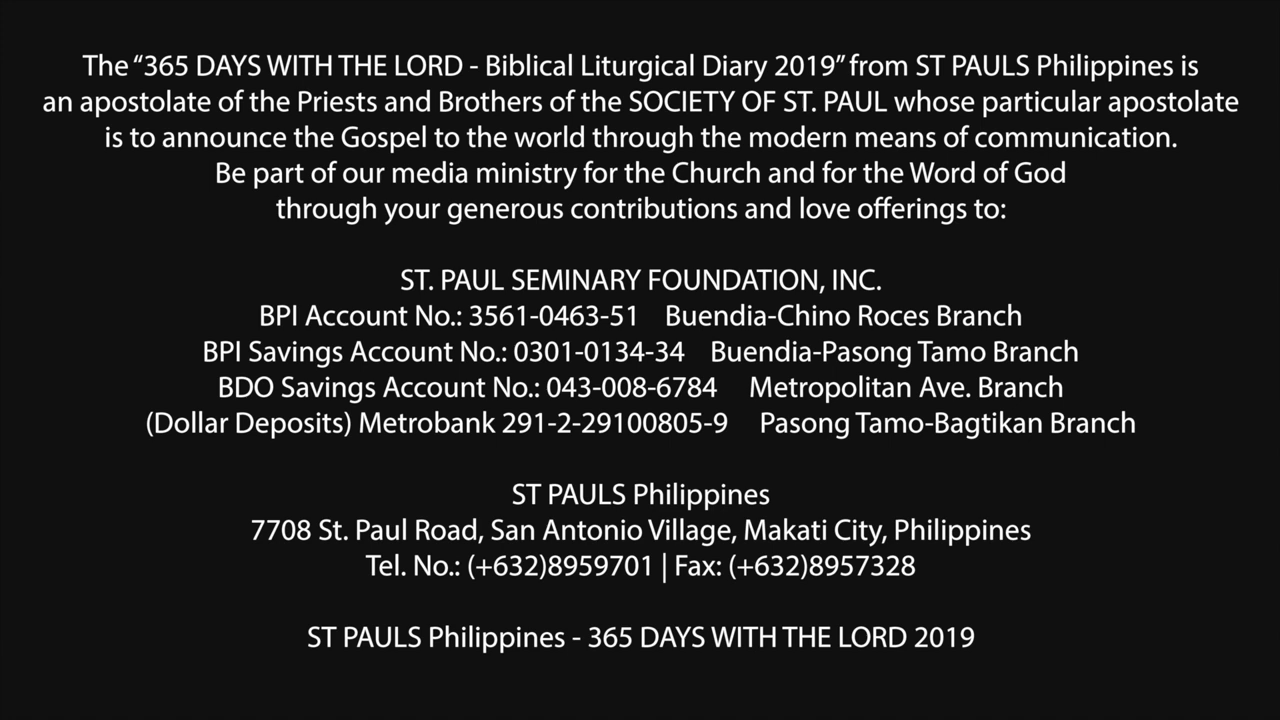 The “365 DAYS WITH THE LORD - Biblical Liturgical Diary 2019” from ST PAULS Philippines is
an apostolate of the Priests and Brothers of the SOCIETY OF ST. PAUL whose particular apostolate
is to announce the Gospel to the world through the modern means of communication.
Be part of our media ministry for the Church and for the Word of God
through your generous contributions and love offerings to:
ST. PAUL SEMINARY FOUNDATION, INC.
BPI Account No.: 3561-0463-51 Buendia-Chino Roces Branch
BPI Savings Account No.: 0301-0134-34 Buendia-Pasong Tamo Branch
BDO Savings Account No.: 043-008-6784 Metropolitan Ave. Branch
(Dollar Deposits) Metrobank 291-2-29100805-9 Pasong Tamo-Bagtikan Branch
ST PAULS Philippines
7708 St. Paul Road, San Antonio Village, Makati City, Philippines
Tel. No.: (+632)8959701 | Fax: (+632)8957328
ST PAULS Philippines - 365 DAYS WITH THE LORD 2019